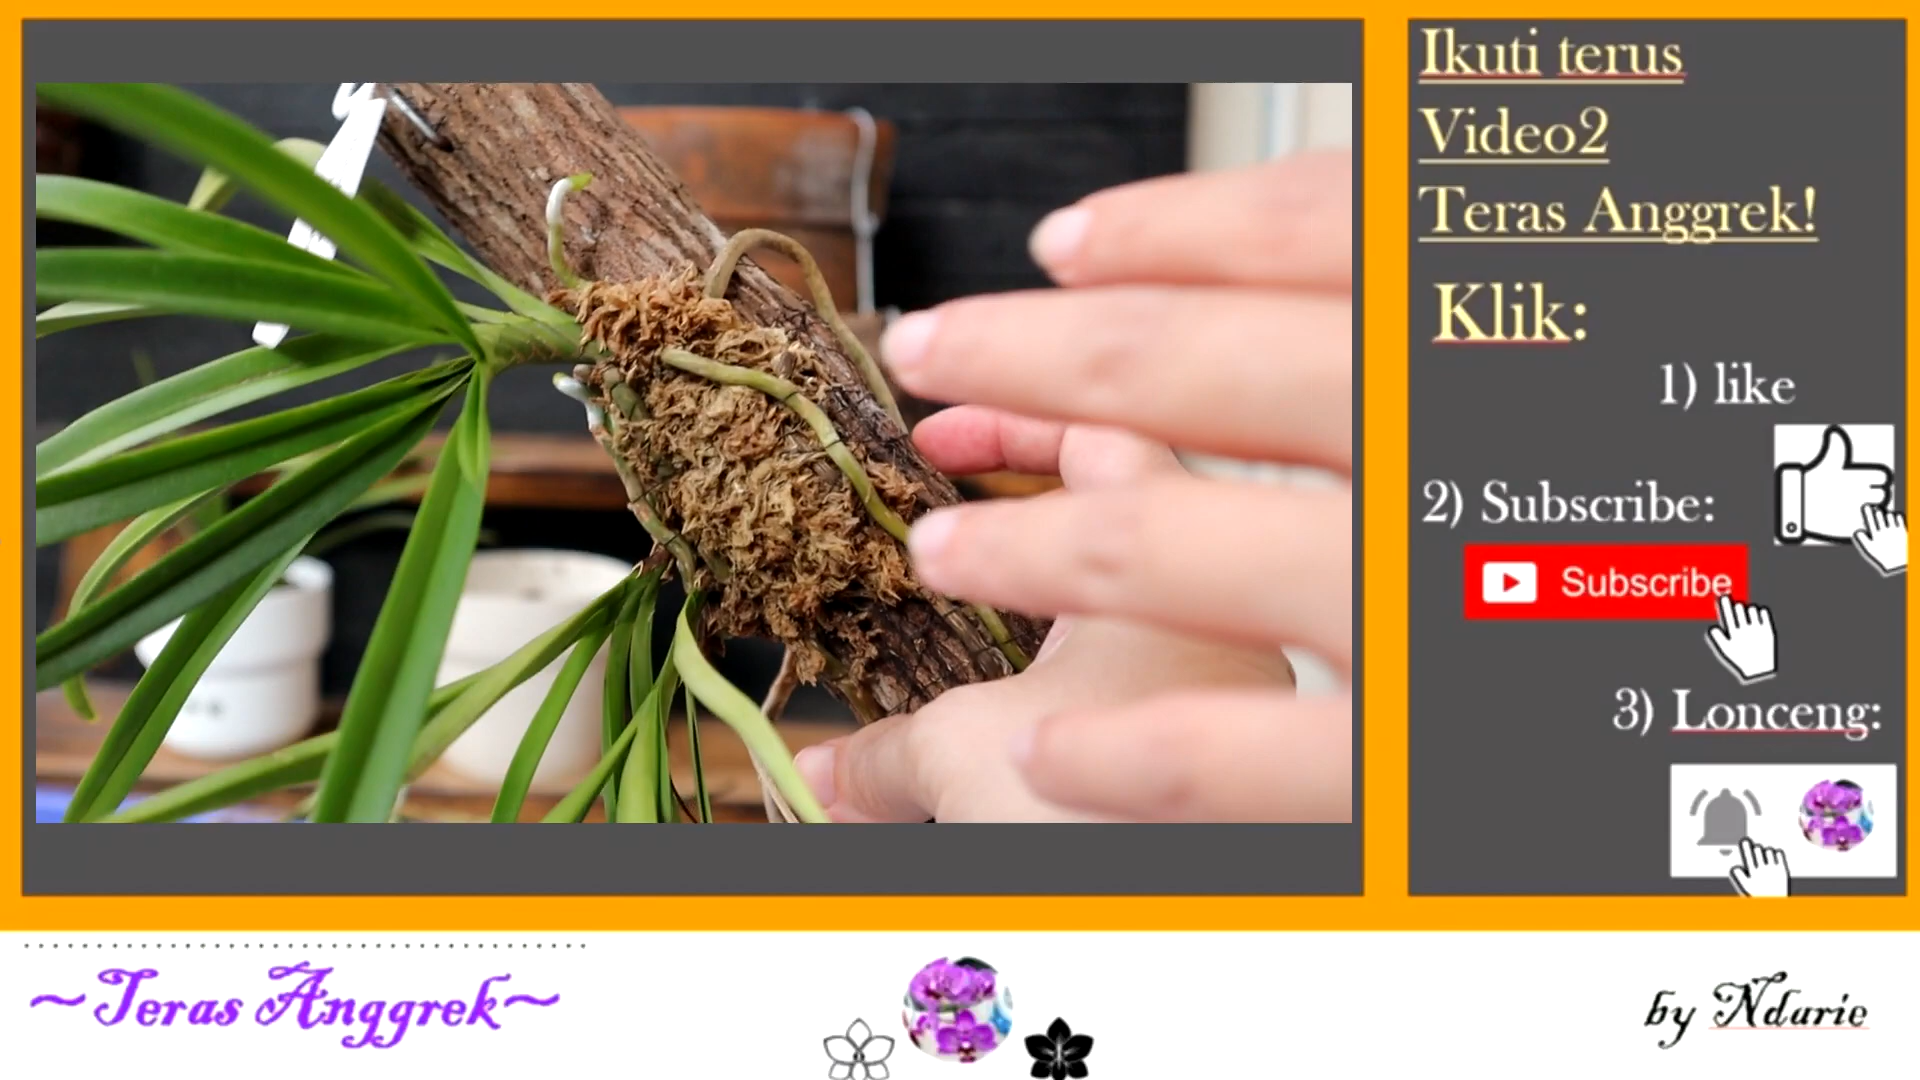 Ikuti terus
Video2
Teras Anggrek!
Klik:
1) like
2) Subscribe:
Subscribe
3) Lonceng:
~Teras Anggrek~
by Ndarie